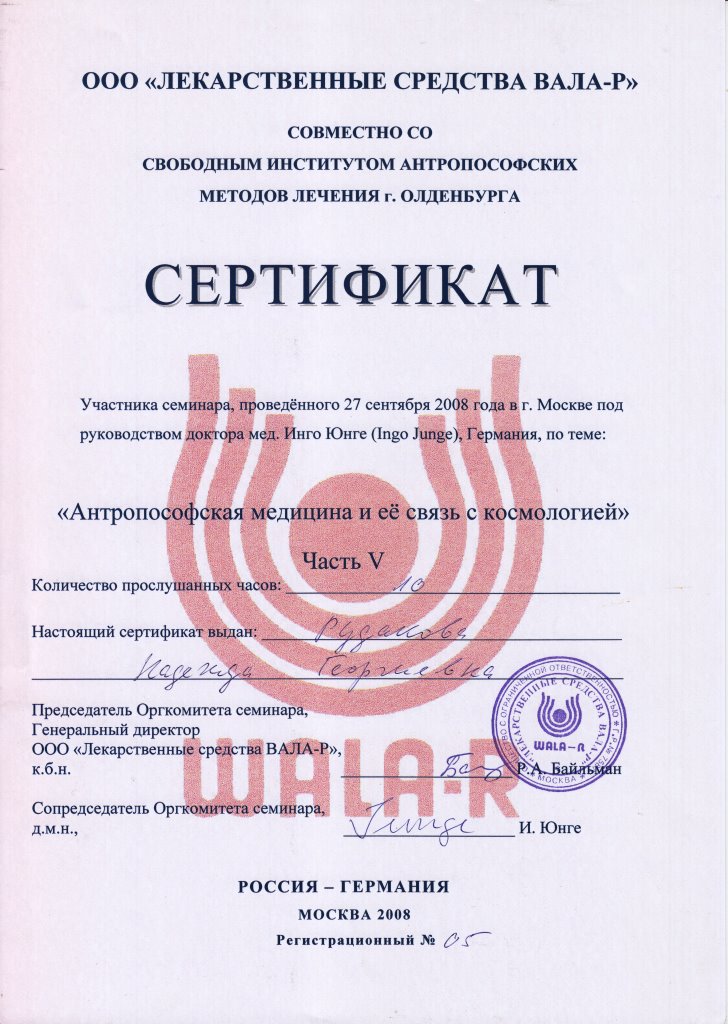 ООО «ЛЕКАРСТВЕННЫЕ СРЕДСТВА ВАЛА-Р»
СОВМЕСТНО СО
СВОБОДНЫМ ИНСТИТУТОМ АНТРОПОСОФСКИХ
МЕТОДОВ ЛЕЧЕНИЯ г. ОЛДЕНБУРГА
СЕРТИФИКАТ
Участника семинара, проведённого 27 сентября 2008 года в г. Москве под
руководством доктора мед. Инго Юнге (Ingo Junge), Германия, по теме:
«Антропософская медицина и её связь с космологией»
Часть V
Количество прослушанных часов: 10
Настоящий сертификат выдан: Рудакова
Надежда Георгиевна
Председатель Оргкомитета семинара,
Генеральный директор
ООО «Лекарственные средства ВАЛА-Р»,
к.б.н. Р.А. Байльман
WALA-R
Сопредседатель Оргкомитета семинара,
д.м.н., Junge И. Юнге
ОГРАНИЧЕННОЙ ОТВЕТСТВЕННОСТЬЮ
«ЛЕКАРСТВЕННЫЕ СРЕДСТВА ВАЛА-Р»
WALA-R
* МОСКВА *
РОССИЯ – ГЕРМАНИЯ
МОСКВА 2008
Регистрационный № 05